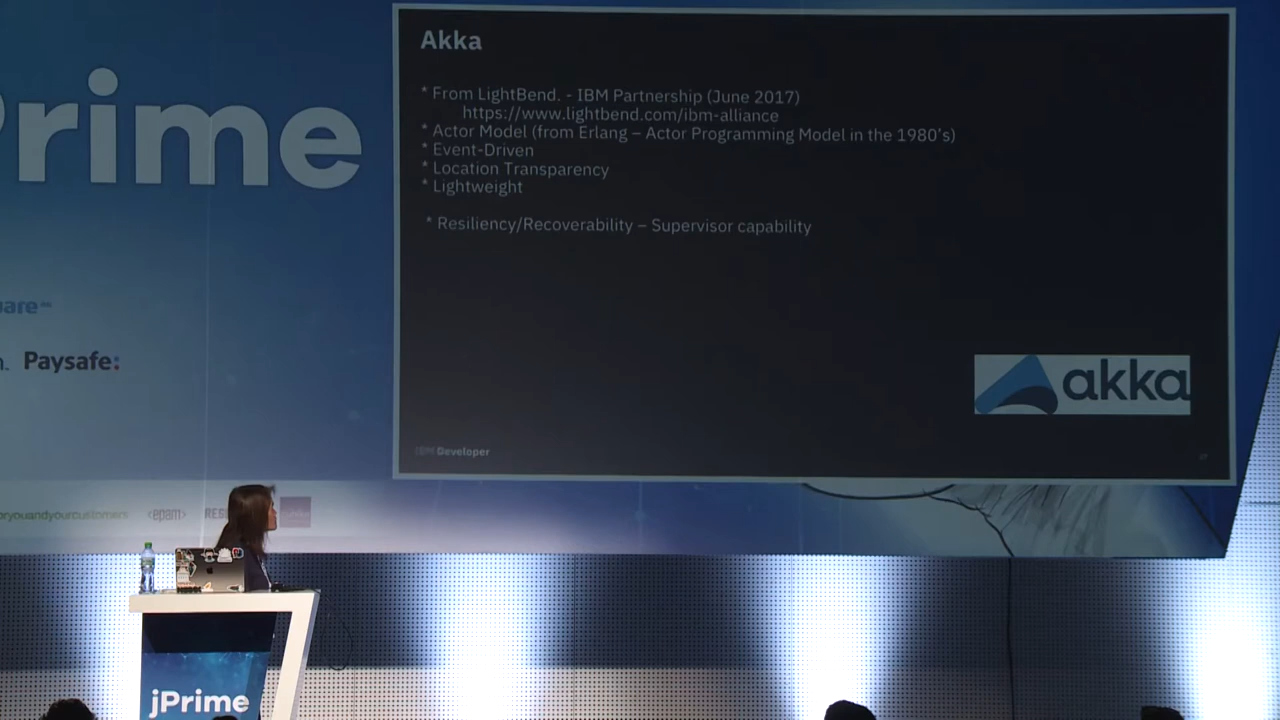 Prime
Akka
* From LightBend. - IBM Partnership (June 2017)
https://www.lightbend.com/ibm-alliance
* Actor Model (from Erlang – Actor Programming Model in the 1980's)
* Event-Driven
* Location Transparency
* Lightweight
* Resiliency/Recoverability – Supervisor capability
akka
IBM Developer
Paysafe:
oryouandyourcustomers
<epam>
jPrime